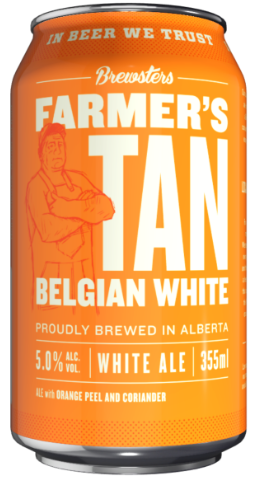 IN BEER WE TRUST
Brewsters
FARMER'S
TAN
BELGIAN WHITE
PROUDLY BREWED IN ALBERTA
5.0% ALC. VOL. WHITE ALE 355ml
ALE with ORANGE PEEL AND CORIANDER